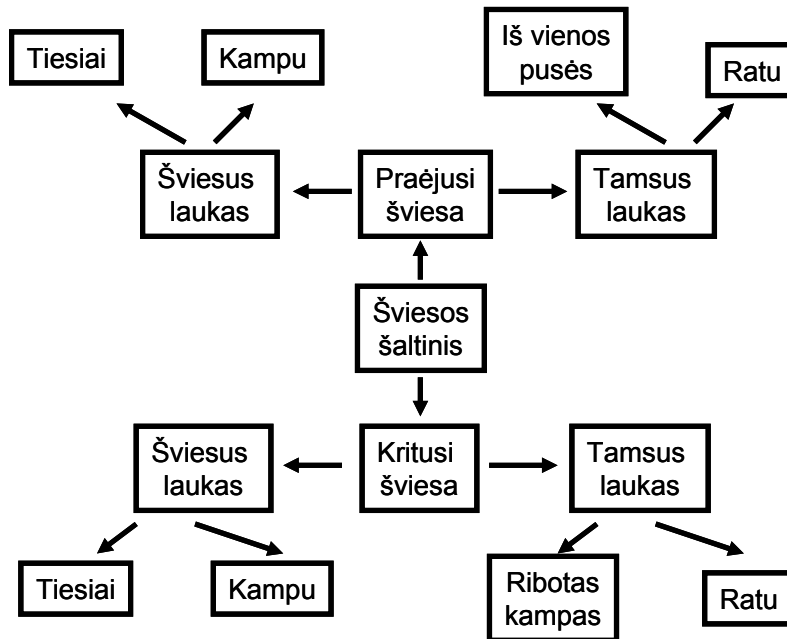 Tiesiai
Kampu
Iš vienos
pusės
Ratu
Šviesus
laukas
Praėjusi
šviesa
Tamsus
laukas
Šviesos
šaltinis
Šviesus
laukas
Kritusi
šviesa
Tamsus
laukas
Tiesiai
Kampu
Ribotas
kampas
Ratu